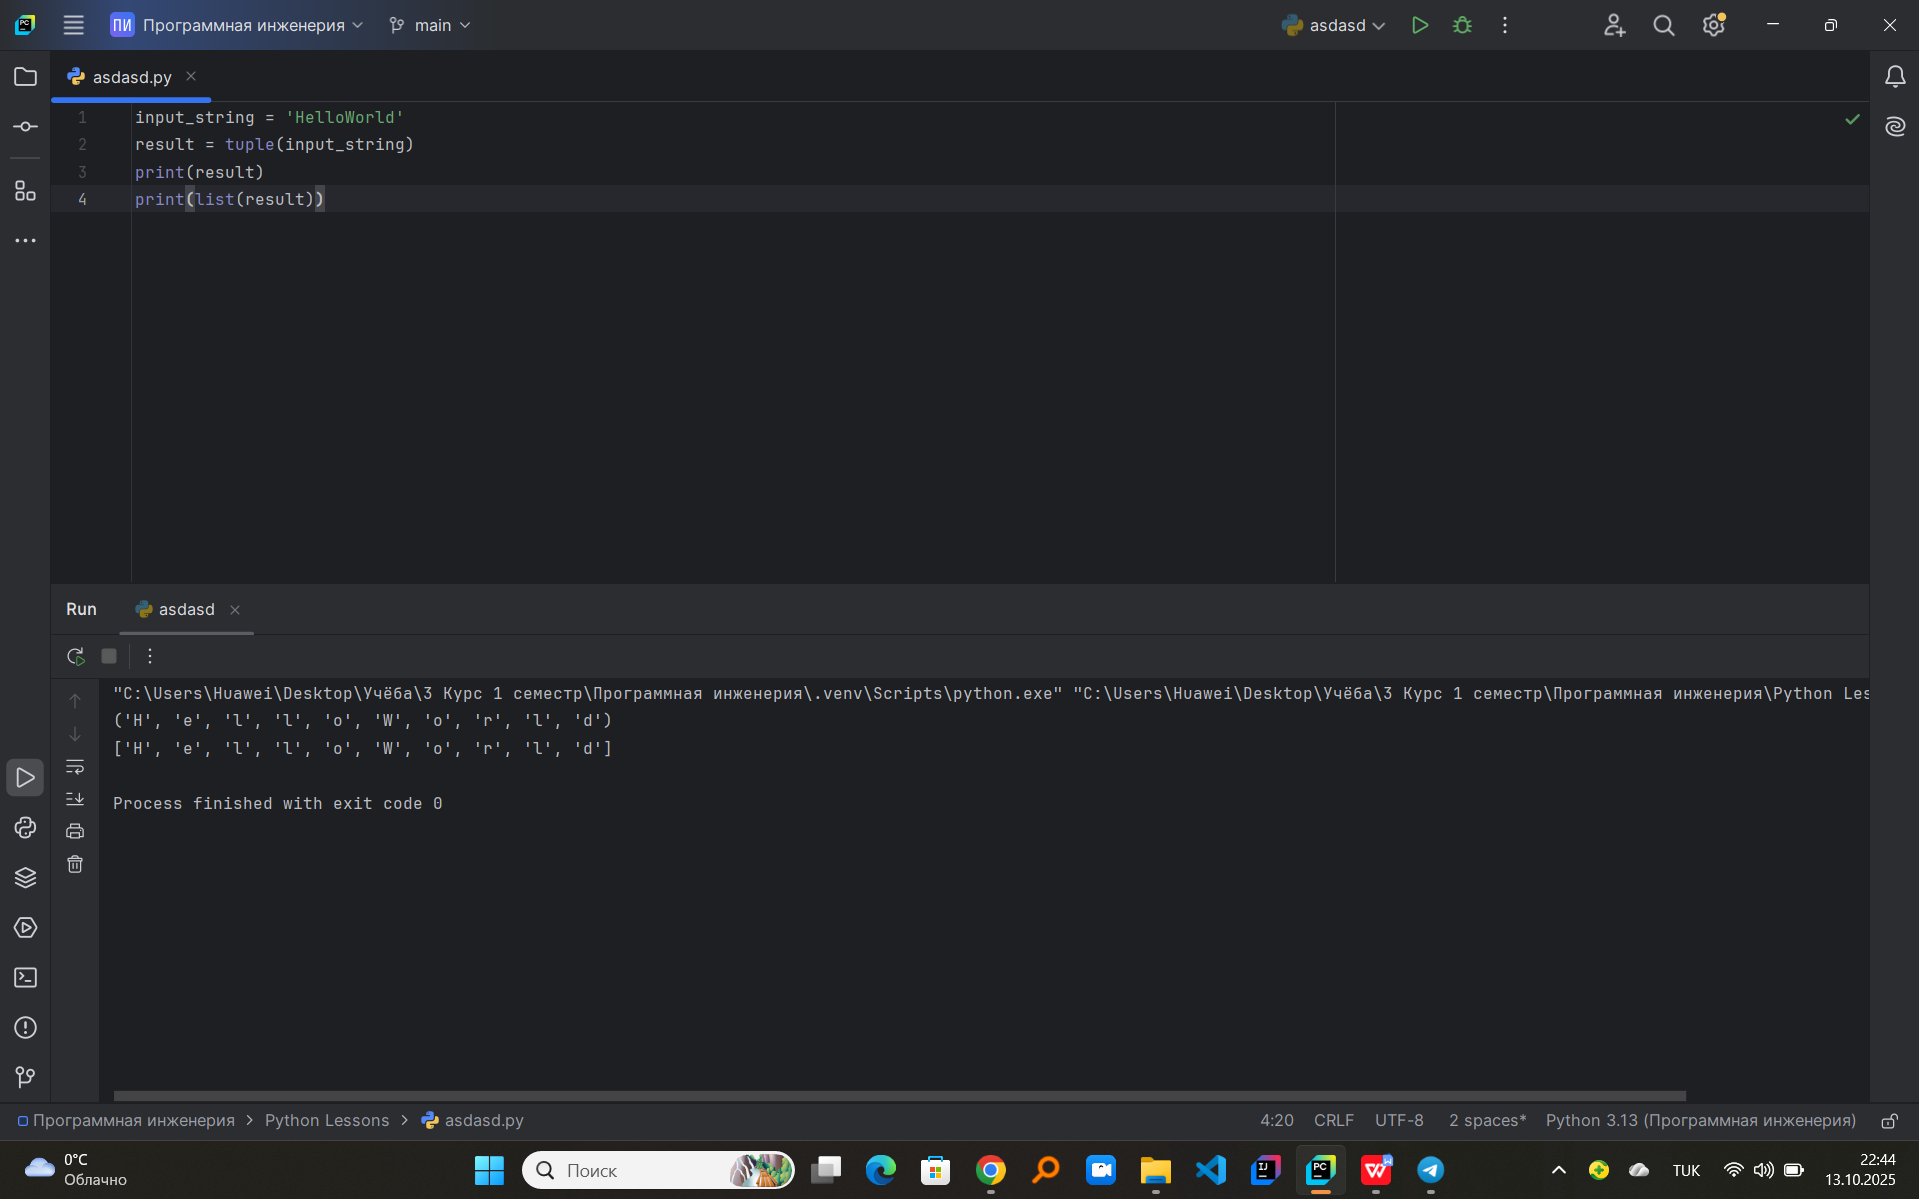 ПИ Программная инженерия main asdasd
asdasd.py
1 input_string = 'HelloWorld'
2 result = tuple(input_string)
3 print(result)
4 print(list(result))
Run asdasd
"C:\Users\Huawei\Desktop\Учёба\3 Курс 1 семестр\Программная инженерия\.venv\Scripts\python.exe" "C:\Users\Huawei\Desktop\Учёба\3 Курс 1 семестр\Программная инженерия\Python Les
('H', 'e', 'l', 'l', 'o', 'W', 'o', 'r', 'l', 'd')
['H', 'e', 'l', 'l', 'o', 'W', 'o', 'r', 'l', 'd']
Process finished with exit code 0
Программная инженерия > Python Lessons > asdasd.py 4:20 CRLF UTF-8 2 spaces* Python 3.13 (Программная инженерия)
0°C
Облачно
Поиск
TUK
22:44
13.10.2025